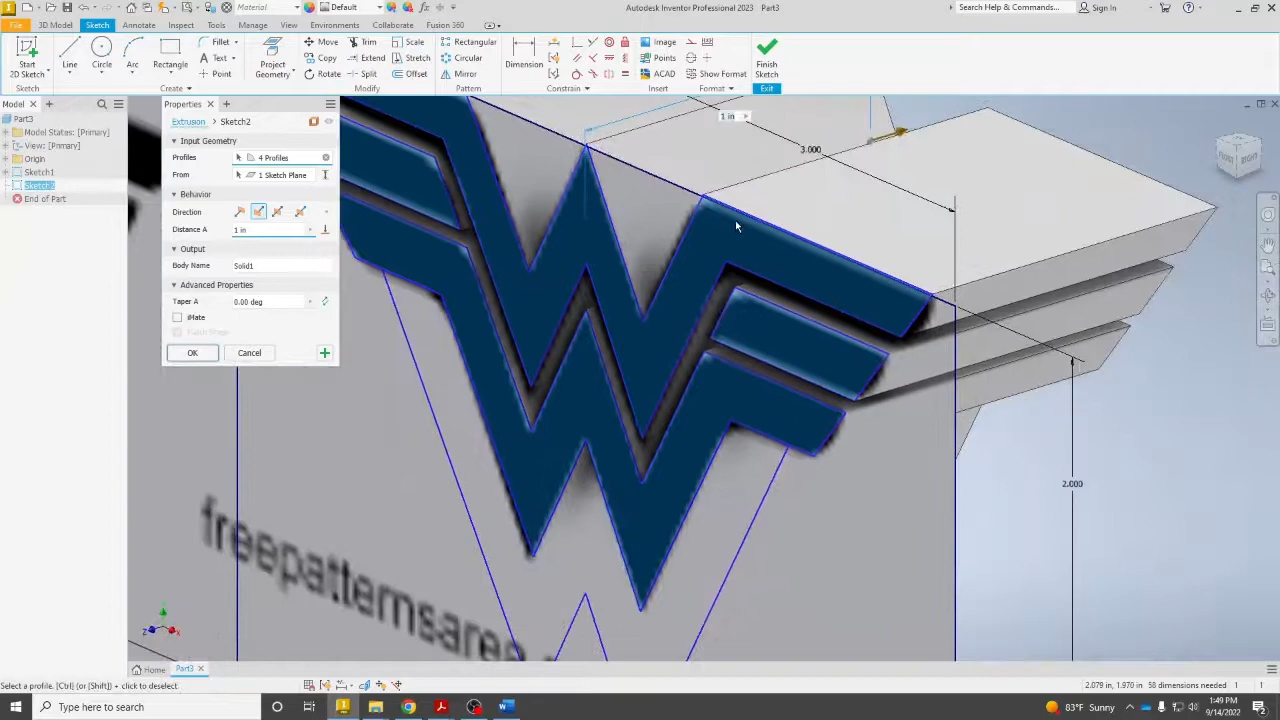 Material
Default
Autodesk Inventor Professional 2023 Part3
Search Help & Commands...
Sign In
File 3D Model Sketch Annotate Inspect Tools Manage View Environments Collaborate Fusion 360
Start 2D Sketch
Line
Circle
Arc
Rectangle
Fillet
Text
Point
Project Geometry
Move Trim Scale
Copy Extend Stretch
Rotate Split Offset
Rectangular
Circular
Mirror
Dimension
Image
Points
ACAD
Show Format
Finish Sketch
Sketch Create Modify Pattern Constrain Insert Format Exit
Model
Part3
Model States: [Primary]
View: [Primary]
Origin
Sketch1
Sketch2
End of Part
Properties
Extrusion > Sketch2
Input Geometry
Profiles 4 Profiles
From 1 Sketch Plane
Behavior
Direction
Distance A 1 in
Output
Body Name Solid1
Advanced Properties
Taper A 0.00 deg
iMate
OK Cancel
1 in
3.000
2.000
BACK RIGHT
freepatternsarea
Z X
Home Part3
Select a profile. [Ctrl] (or [Shift]) + click to deselect.
2.079 in, 1.970 in 58 dimensions needed 1 1
Type here to search
83°F Sunny
1:49 PM
9/14/2022